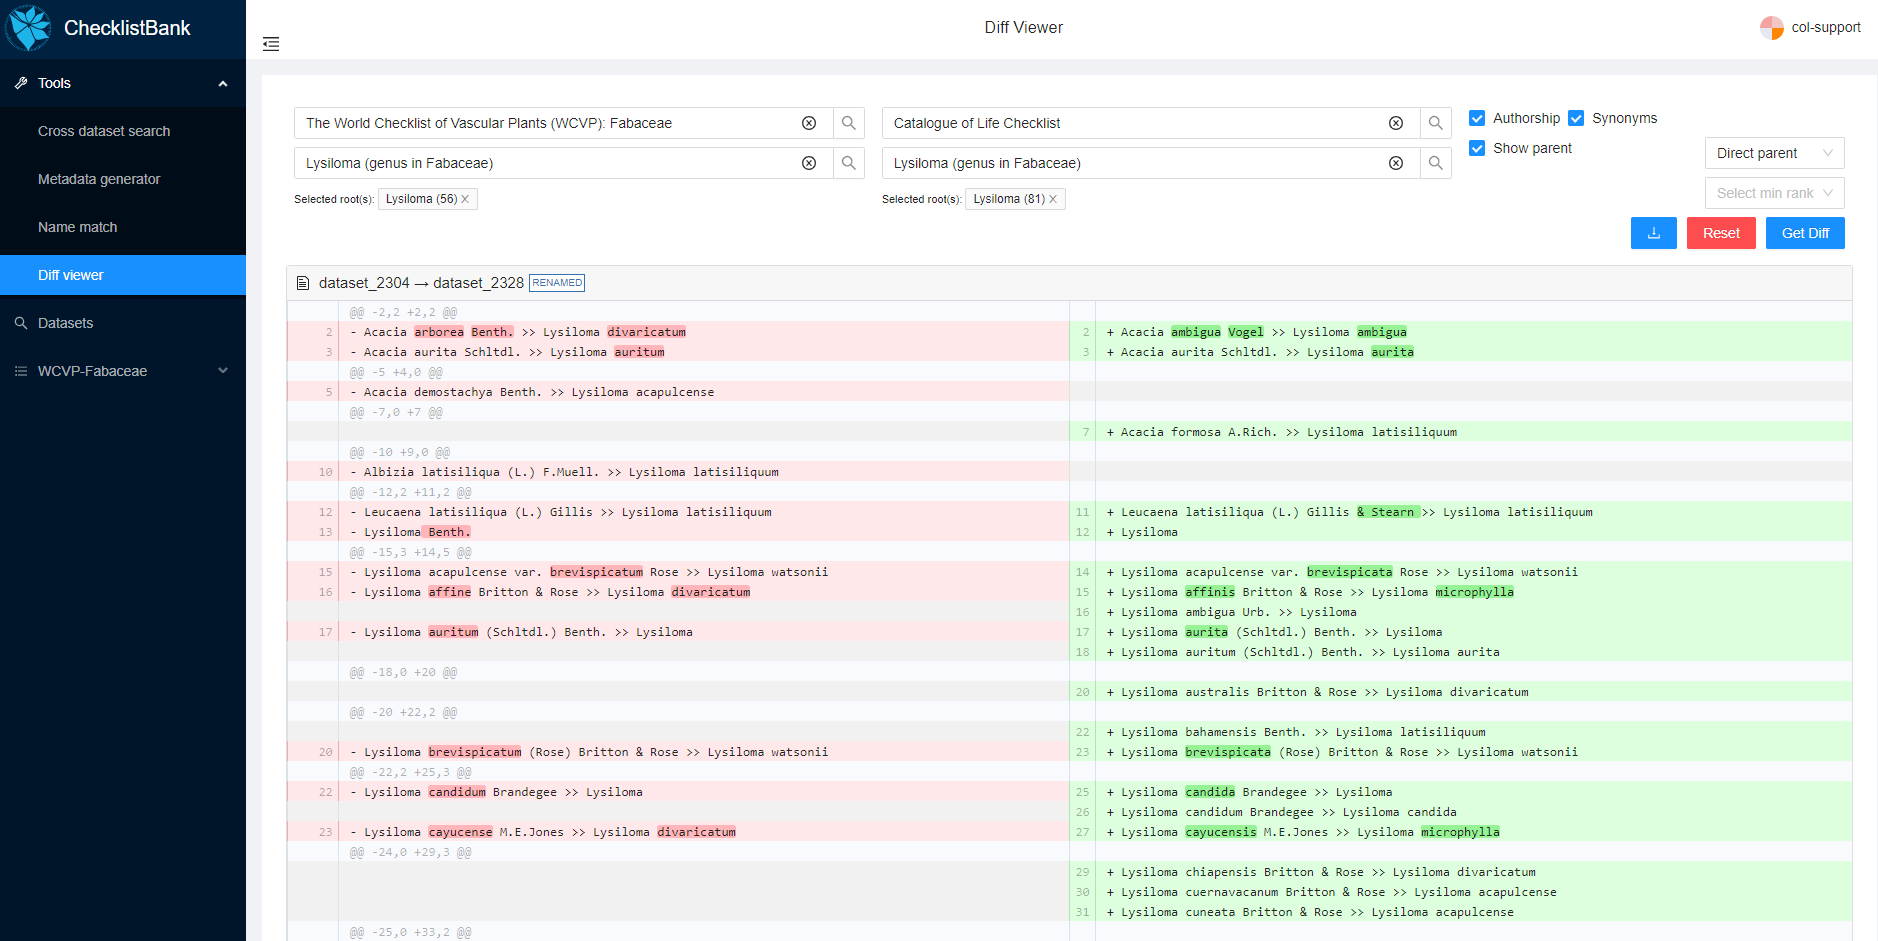 ChecklistBank
Diff Viewer
col-support
Tools
Cross dataset search
Metadata generator
Name match
Diff viewer
Datasets
WCVP-Fabaceae
The World Checklist of Vascular Plants (WCVP): Fabaceae
Catalogue of Life Checklist
Authorship Synonyms
Lysiloma (genus in Fabaceae)
Lysiloma (genus in Fabaceae)
Show parent
Direct parent
Selected root(s): Lysiloma (56)
Selected root(s): Lysiloma (81)
Select min rank
Reset
Get Diff
dataset_2304 → dataset_2328 RENAMED
@@ -2,2 +2,2 @@
2 - Acacia arborea Benth. >> Lysiloma divaricatum
2 + Acacia ambigua Vogel >> Lysiloma ambigua
3 - Acacia aurita Schltdl. >> Lysiloma auritum
3 + Acacia aurita Schltdl. >> Lysiloma aurita
@@ -5 +4,0 @@
5 - Acacia demostachya Benth. >> Lysiloma acapulcense
@@ -7,0 +7 @@
7 + Acacia formosa A.Rich. >> Lysiloma latisiliquum
@@ -10 +9,0 @@
10 - Albizia latisiliqua (L.) F.Muell. >> Lysiloma latisiliquum
@@ -12,2 +11,2 @@
12 - Leucaena latisiliqua (L.) Gillis >> Lysiloma latisiliquum
11 + Leucaena latisiliqua (L.) Gillis & Stearn >> Lysiloma latisiliquum
13 - Lysiloma Benth.
12 + Lysiloma
@@ -15,3 +14,5 @@
15 - Lysiloma acapulcense var. brevispicatum Rose >> Lysiloma watsonii
14 + Lysiloma acapulcense var. brevispicata Rose >> Lysiloma watsonii
16 - Lysiloma affine Britton & Rose >> Lysiloma divaricatum
15 + Lysiloma affinis Britton & Rose >> Lysiloma microphylla
16 + Lysiloma ambigua Urb. >> Lysiloma
17 - Lysiloma auritum (Schltdl.) Benth. >> Lysiloma
17 + Lysiloma aurita (Schltdl.) Benth. >> Lysiloma
18 + Lysiloma auritum (Schltdl.) Benth. >> Lysiloma aurita
@@ -18,0 +20 @@
20 + Lysiloma australis Britton & Rose >> Lysiloma divaricatum
@@ -20 +22,2 @@
22 + Lysiloma bahamensis Benth. >> Lysiloma latisiliquum
20 - Lysiloma brevispicatum (Rose) Britton & Rose >> Lysiloma watsonii
23 + Lysiloma brevispicata (Rose) Britton & Rose >> Lysiloma watsonii
@@ -22,2 +25,3 @@
22 - Lysiloma candidum Brandegee >> Lysiloma
25 + Lysiloma candida Brandegee >> Lysiloma
26 + Lysiloma candidum Brandegee >> Lysiloma candida
23 - Lysiloma cayucense M.E.Jones >> Lysiloma divaricatum
27 + Lysiloma cayucensis M.E.Jones >> Lysiloma microphylla
@@ -24,0 +29,3 @@
29 + Lysiloma chiapensis Britton & Rose >> Lysiloma divaricatum
30 + Lysiloma cuernavacanum Britton & Rose >> Lysiloma acapulcense
31 + Lysiloma cuneata Britton & Rose >> Lysiloma acapulcense
@@ -25,0 +33,2 @@